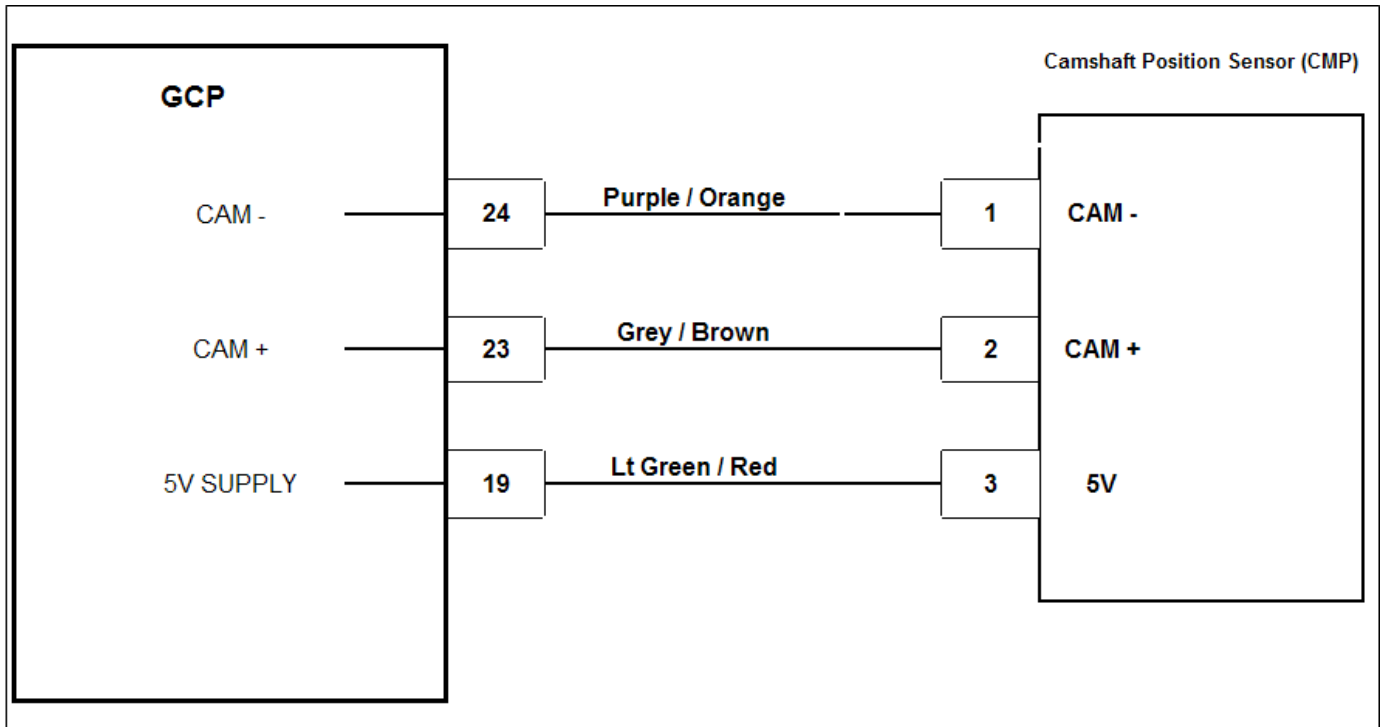 Camshaft Position Sensor (CMP)
GCP
CAM - 24 Purple / Orange 1 CAM -
CAM + 23 Grey / Brown 2 CAM +
5V SUPPLY 19 Lt Green / Red 3 5V